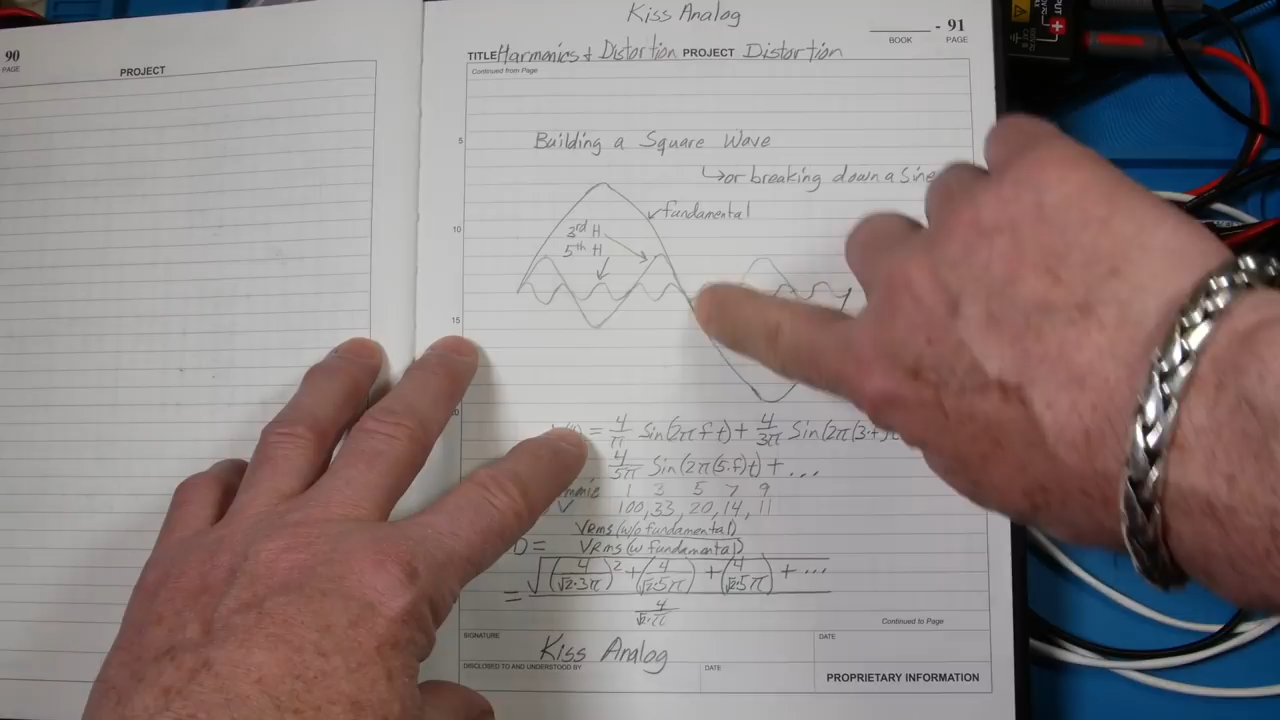 Kiss Analog
90
PAGE
PROJECT
- 91
BOOK PAGE
TITLE Harmonics & Distortion PROJECT Distortion
Continued from Page
5
Building a Square Wave
↳or breaking down a Sine
fundamental
10
3rd H
5th H
15
= 4/π Sin(2πft) + 4/3π Sin(2π(3·f)
4/5π Sin(2π(5·f)t) + ...
1 3 5 7 9
V 100, 33, 20, 14, 11
VRms (w/o fundamental)
D = VRms (w fundamental)
= √(4/√2·3π)² + (4/√2·5π) + (4/√2·5π) + ...
4/√2·π
Continued to Page
SIGNATURE
Kiss Analog
DATE
DISCLOSED TO AND UNDERSTOOD BY
DATE
PROPRIETARY INFORMATION